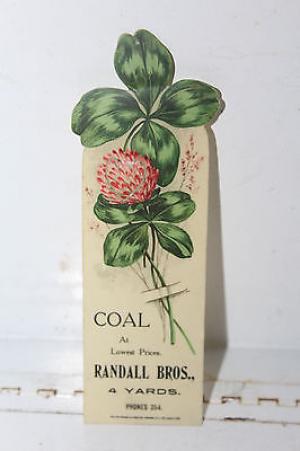 COAL
At
Lowest Prices.
RANDALL BROS.,
4 YARDS.
PHONES 354.